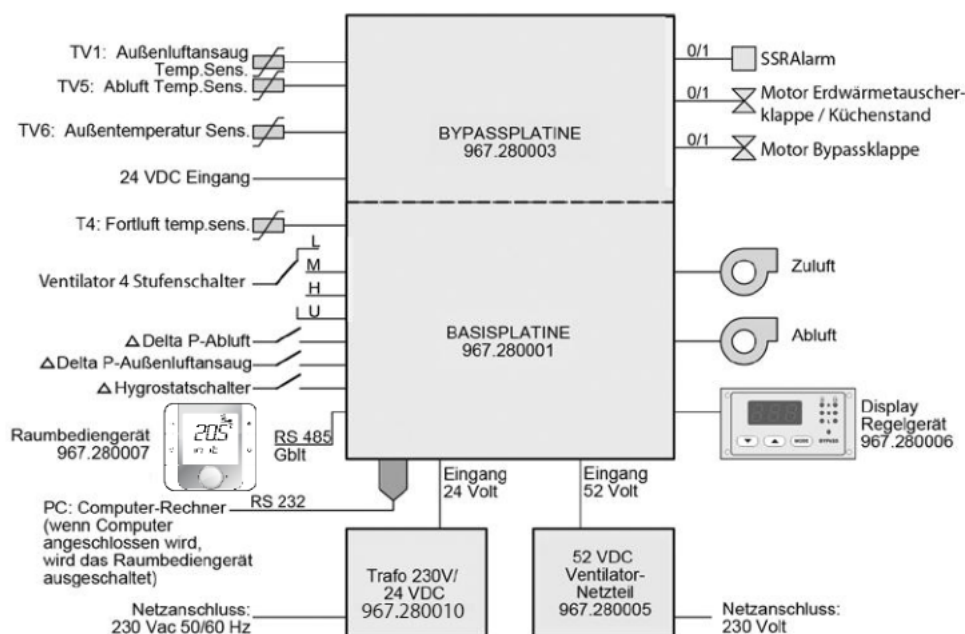 TV1: Außenluftansaug
Temp.Sens.
TV5: Abluft Temp.Sens.
TV6: Außentemperatur Sens.
24 VDC Eingang
T4: Fortluft temp.sens.
Ventilator 4 Stufenschalter
L
M
H
U
△ Delta P-Abluft
△ Delta P-Außenluftansaug
△ Hygrostatschalter
Raumbediengerät
967.280007
20.5
RS 485
Gblt
PC: Computer-Rechner
(wenn Computer
angeschlossen wird,
wird das Raumbediengerät
ausgeschaltet)
RS 232
BYPASSPLATINE
967.280003
BASISPLATINE
967.280001
0/1
SSRAlarm
0/1
Motor Erdwärmetauscher-
klappe / Küchenstand
0/1
Motor Bypassklappe
Zuluft
Abluft
888
MODE
BYPASS
Display
Regelgerät
967.280006
Eingang
24 Volt
Eingang
52 Volt
Trafo 230V/
24 VDC
967.280010
52 VDC
Ventilator-
Netzteil
967.280005
Netzanschluss:
230 Vac 50/60 Hz
Netzanschluss:
230 Volt